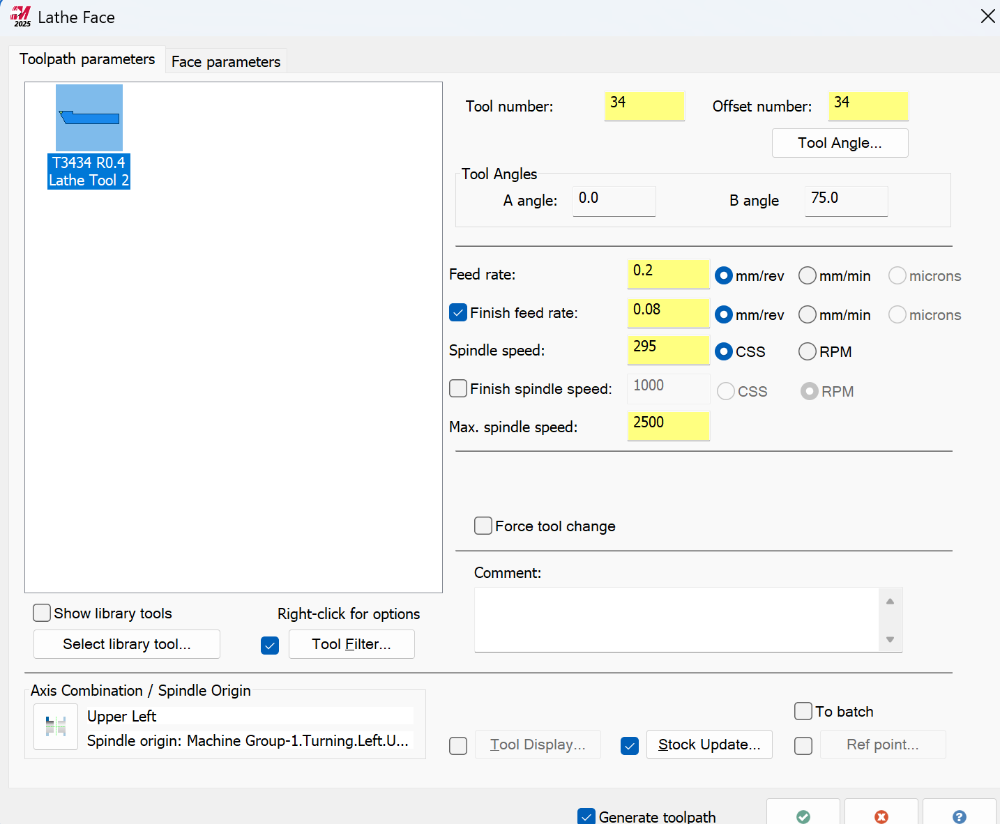 2025 Lathe Face
Toolpath parameters
Face parameters
T3434 R0.4
Lathe Tool 2
Tool number: 34 Offset number: 34
Tool Angle...
Tool Angles
A angle: 0.0 B angle 75.0
Feed rate: 0.2 mm/rev mm/min microns
Finish feed rate: 0.08 mm/rev mm/min microns
Spindle speed: 295 CSS RPM
Finish spindle speed: 1000 CSS RPM
Max. spindle speed: 2500
Force tool change
Comment:
Show library tools Right-click for options
Select library tool... Tool Filter...
Axis Combination / Spindle Origin
Upper Left
Spindle origin: Machine Group-1.Turning.Left.U...
To batch
Tool Display... Stock Update... Ref point...
Generate toolpath